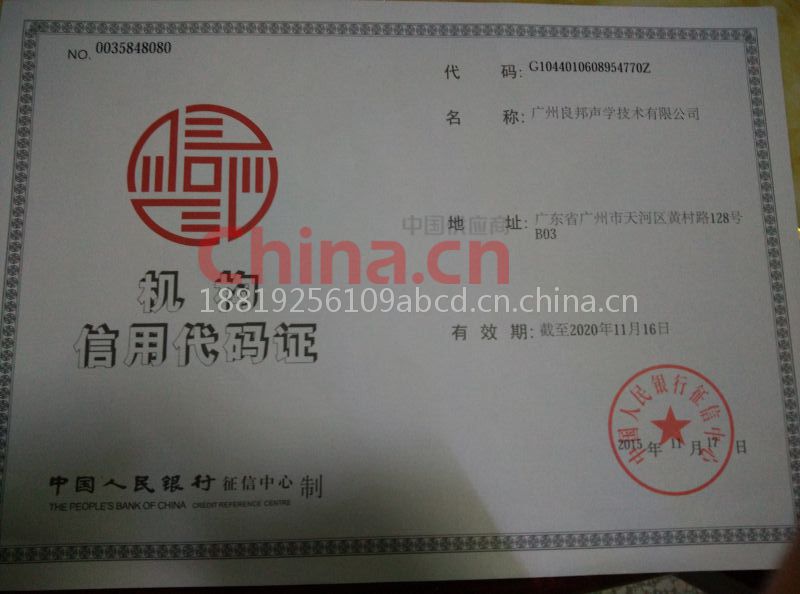 NO. 0035848080
代 码: G1044010608954770Z
名 称: 广州良邦声学技术有限公司
中国供应商
China.cn
地 址: 广东省广州市天河区黄村路128号
B03
机构
18819256109abcd.cn.china.cn
信用代码证
有 效 期: 截至2020年11月16日
中国人民银行征信中心
2015 年 11 月 17 日
中国人民银行 征信中心 制
THE PEOPLE'S BANK OF CHINA CREDIT REFERENCE CENTRE